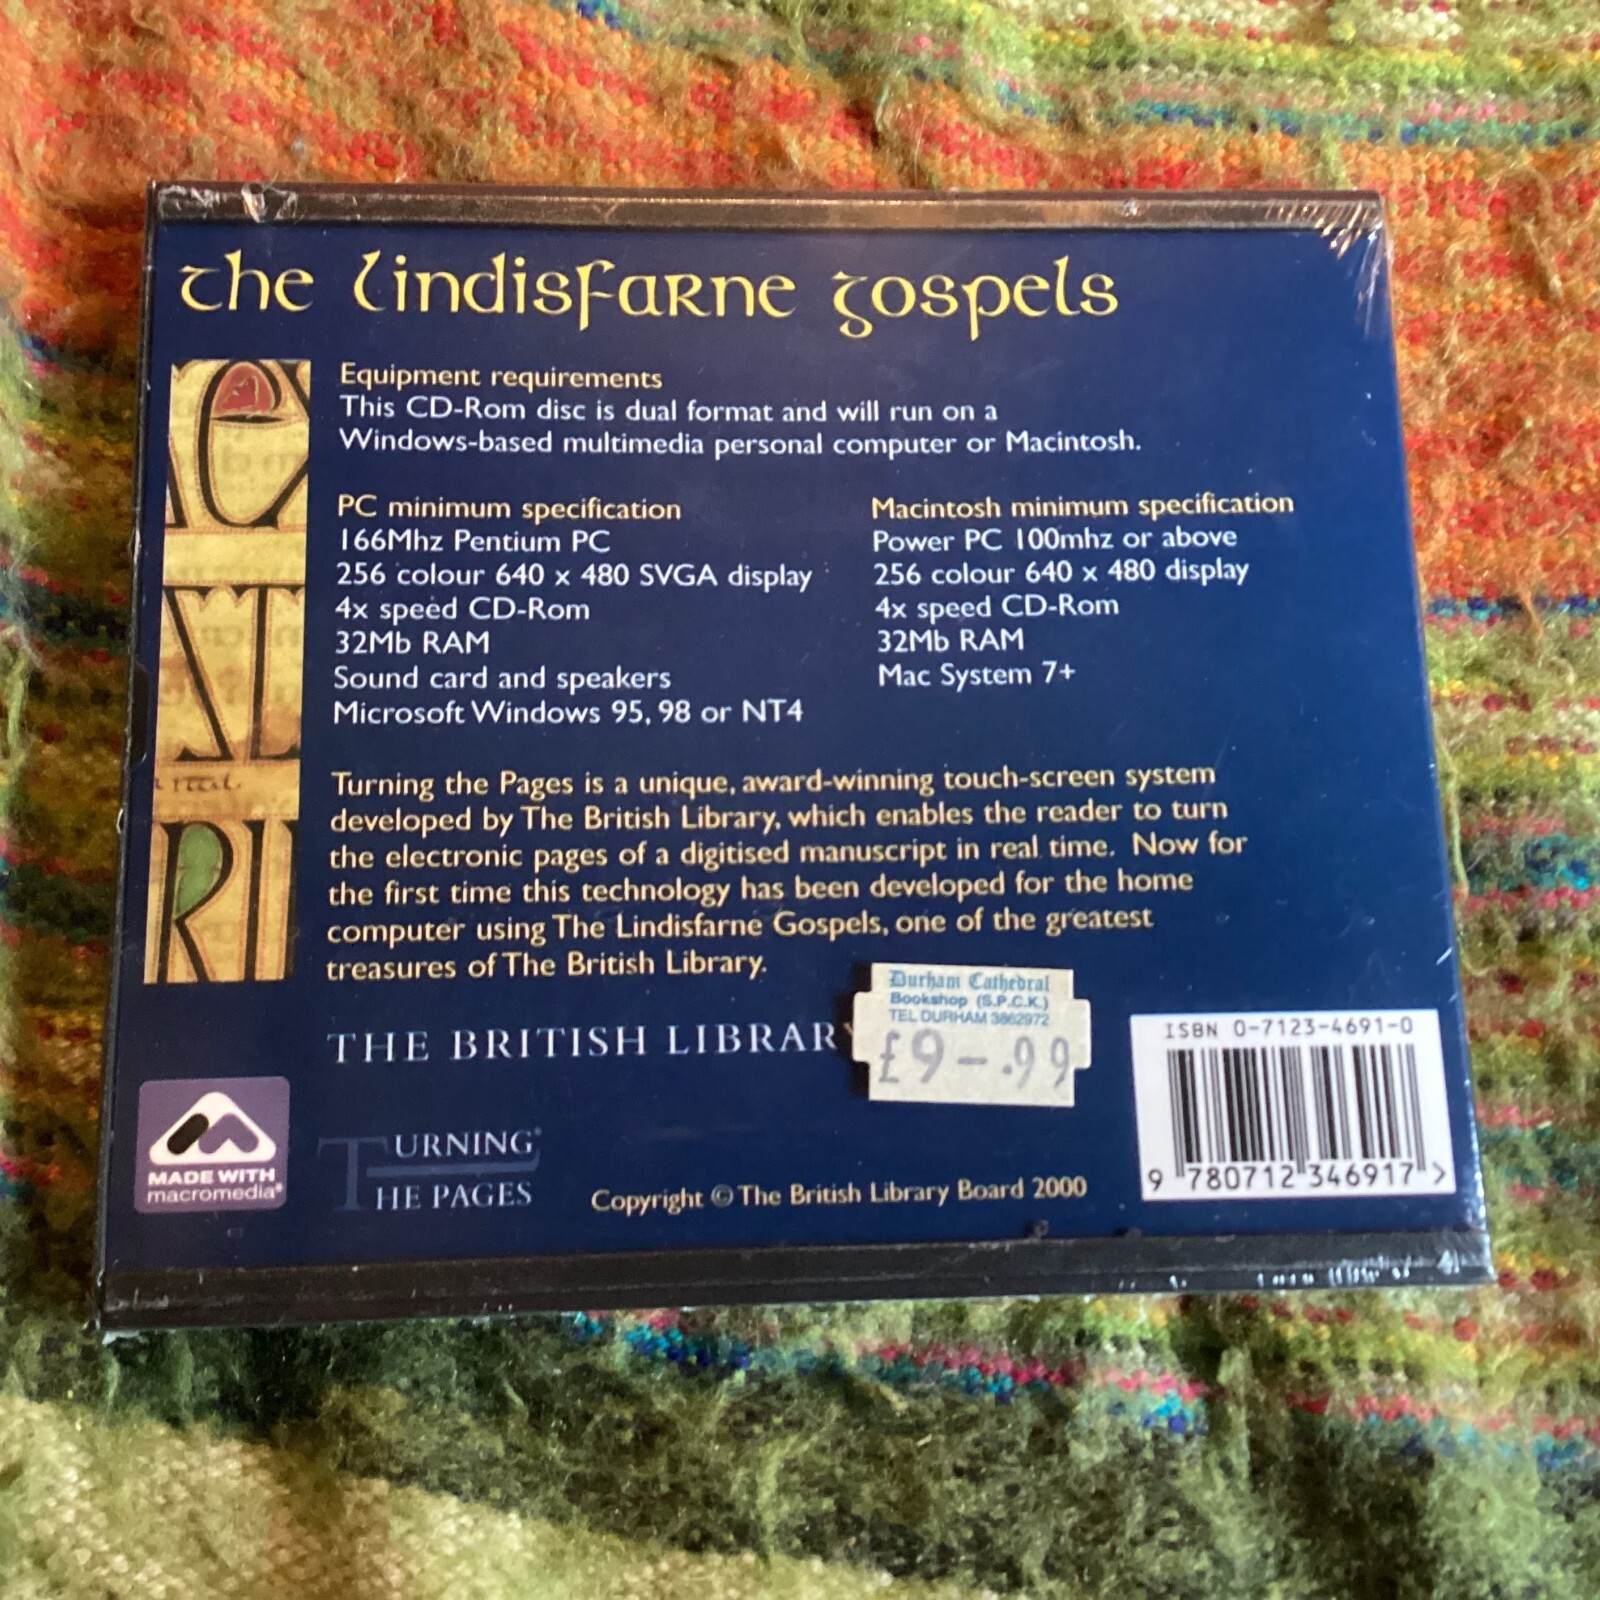 the Lindisfarne gospels
Equipment requirements
This CD-Rom disc is dual format and will run on a
Windows-based multimedia personal computer or Macintosh.
PC minimum specification
166Mhz Pentium PC
256 colour 640 x 480 SVGA display
4x speed CD-Rom
32Mb RAM
Sound card and speakers
Microsoft Windows 95, 98 or NT4
Macintosh minimum specification
Power PC 100mhz or above
256 colour 640 x 480 display
4x speed CD-Rom
32Mb RAM
Mac System 7+
Turning the Pages is a unique, award-winning touch-screen system
developed by The British Library, which enables the reader to turn
the electronic pages of a digitised manuscript in real time. Now for
the first time this technology has been developed for the home
computer using The Lindisfarne Gospels, one of the greatest
treasures of The British Library.
THE BRITISH LIBRARY
Durham Cathedral
Bookshop (S.P.C.K.)
TEL DURHAM 3862972
£9-.99
ISBN 0-7123-4691-0
9 780712 346917 >
MADE WITH
macromedia®
TURNING®
THE PAGES
Copyright © The British Library Board 2000